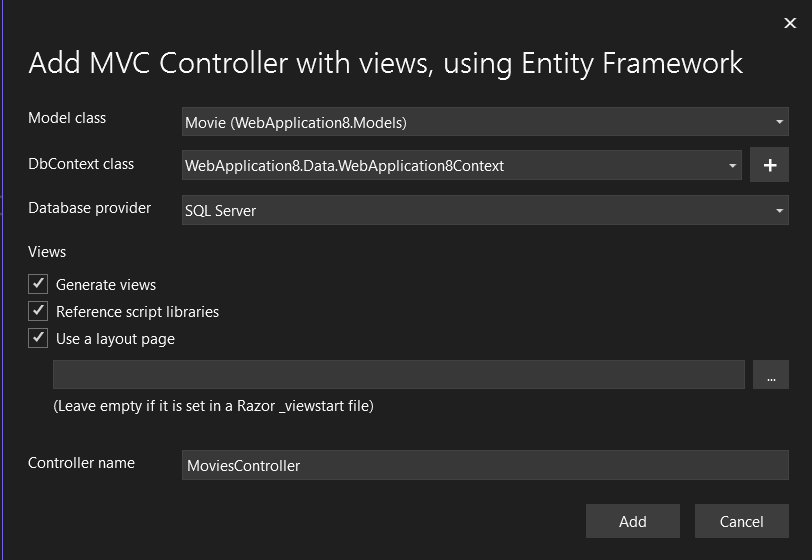 Add MVC Controller with views, using Entity Framework
Model class
Movie (WebApplication8.Models)
DbContext class
WebApplication8.Data.WebApplication8Context
+
Database provider
SQL Server
Views
Generate views
Reference script libraries
Use a layout page
...
(Leave empty if it is set in a Razor _viewstart file)
Controller name
MoviesController
Add
Cancel